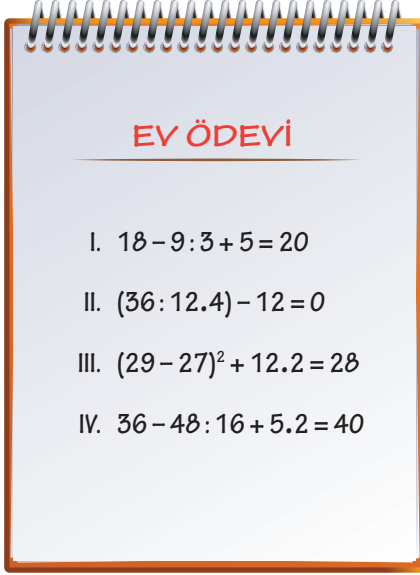 EV ÖDEVİ
I. 18 – 9 : 3 + 5 = 20
II. (36 : 12.4) – 12 = 0
III. (29 – 27)² + 12.2 = 28
IV. 36 – 48 : 16 + 5.2 = 40